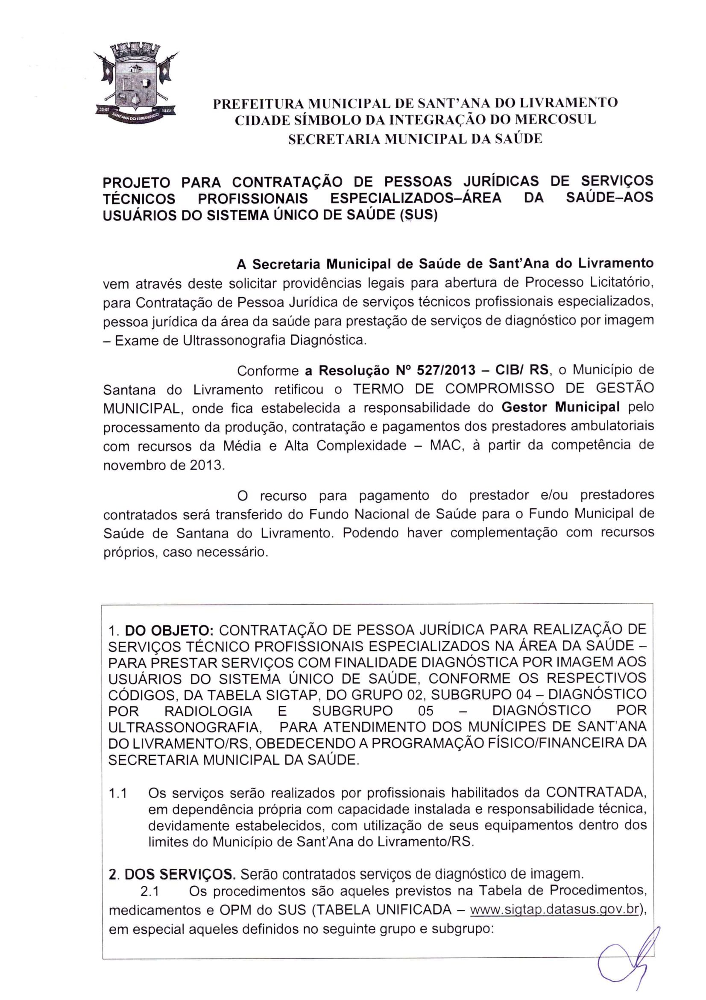 30-07 SANT'ANA DO LIVRAMENTO 1823
PREFEITURA MUNICIPAL DE SANT'ANA DO LIVRAMENTO
CIDADE SÍMBOLO DA INTEGRAÇÃO DO MERCOSUL
SECRETARIA MUNICIPAL DA SAÚDE
PROJETO PARA CONTRATAÇÃO DE PESSOAS JURÍDICAS DE SERVIÇOS
TÉCNICOS PROFISSIONAIS ESPECIALIZADOS–ÁREA DA SAÚDE–AOS
USUÁRIOS DO SISTEMA ÚNICO DE SAÚDE (SUS)
A Secretaria Municipal de Saúde de Sant'Ana do Livramento
vem através deste solicitar providências legais para abertura de Processo Licitatório,
para Contratação de Pessoa Jurídica de serviços técnicos profissionais especializados,
pessoa jurídica da área da saúde para prestação de serviços de diagnóstico por imagem
– Exame de Ultrassonografia Diagnóstica.
Conforme a Resolução Nº 527/2013 – CIB/ RS, o Município de
Santana do Livramento retificou o TERMO DE COMPROMISSO DE GESTÃO
MUNICIPAL, onde fica estabelecida a responsabilidade do Gestor Municipal pelo
processamento da produção, contratação e pagamentos dos prestadores ambulatoriais
com recursos da Média e Alta Complexidade – MAC, à partir da competência de
novembro de 2013.
O recurso para pagamento do prestador e/ou prestadores
contratados será transferido do Fundo Nacional de Saúde para o Fundo Municipal de
Saúde de Santana do Livramento. Podendo haver complementação com recursos
próprios, caso necessário.
1. DO OBJETO: CONTRATAÇÃO DE PESSOA JURÍDICA PARA REALIZAÇÃO DE
SERVIÇOS TÉCNICO PROFISSIONAIS ESPECIALIZADOS NA ÁREA DA SAÚDE –
PARA PRESTAR SERVIÇOS COM FINALIDADE DIAGNÓSTICA POR IMAGEM AOS
USUÁRIOS DO SISTEMA ÚNICO DE SAÚDE, CONFORME OS RESPECTIVOS
CÓDIGOS, DA TABELA SIGTAP, DO GRUPO 02, SUBGRUPO 04 – DIAGNÓSTICO
POR RADIOLOGIA E SUBGRUPO 05 – DIAGNÓSTICO POR
ULTRASSONOGRAFIA, PARA ATENDIMENTO DOS MUNÍCIPES DE SANT'ANA
DO LIVRAMENTO/RS, OBEDECENDO A PROGRAMAÇÃO FÍSICO/FINANCEIRA DA
SECRETARIA MUNICIPAL DA SAÚDE.
1.1 Os serviços serão realizados por profissionais habilitados da CONTRATADA,
em dependência própria com capacidade instalada e responsabilidade técnica,
devidamente estabelecidos, com utilização de seus equipamentos dentro dos
limites do Município de Sant'Ana do Livramento/RS.
2. DOS SERVIÇOS. Serão contratados serviços de diagnóstico de imagem.
2.1 Os procedimentos são aqueles previstos na Tabela de Procedimentos,
medicamentos e OPM do SUS (TABELA UNIFICADA – www.sigtap.datasus.gov.br),
em especial aqueles definidos no seguinte grupo e subgrupo: